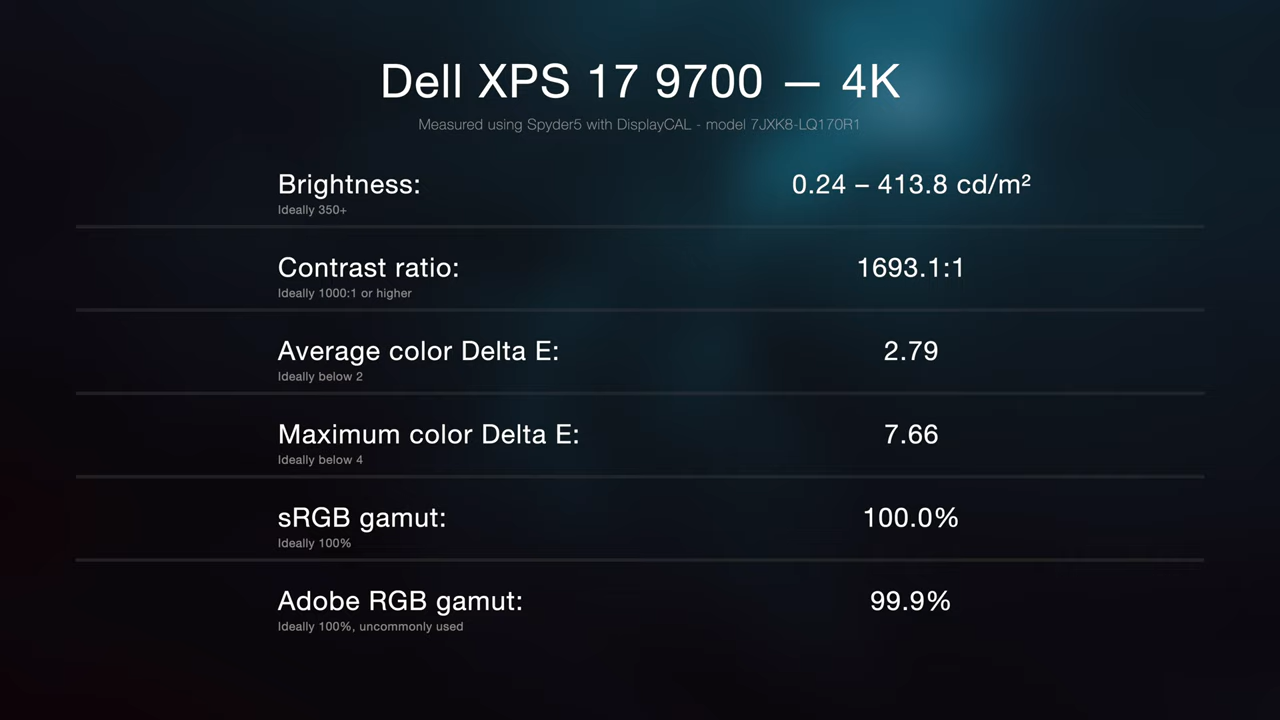 Dell XPS 17 9700 — 4K
Measured using Spyder5 with DisplayCAL - model 7JXK8-LQ170R1
Brightness: 0.24 – 413.8 cd/m²
Ideally 350+
Contrast ratio: 1693.1:1
Ideally 1000:1 or higher
Average color Delta E: 2.79
Ideally below 2
Maximum color Delta E: 7.66
Ideally below 4
sRGB gamut: 100.0%
Ideally 100%
Adobe RGB gamut: 99.9%
Ideally 100%, uncommonly used